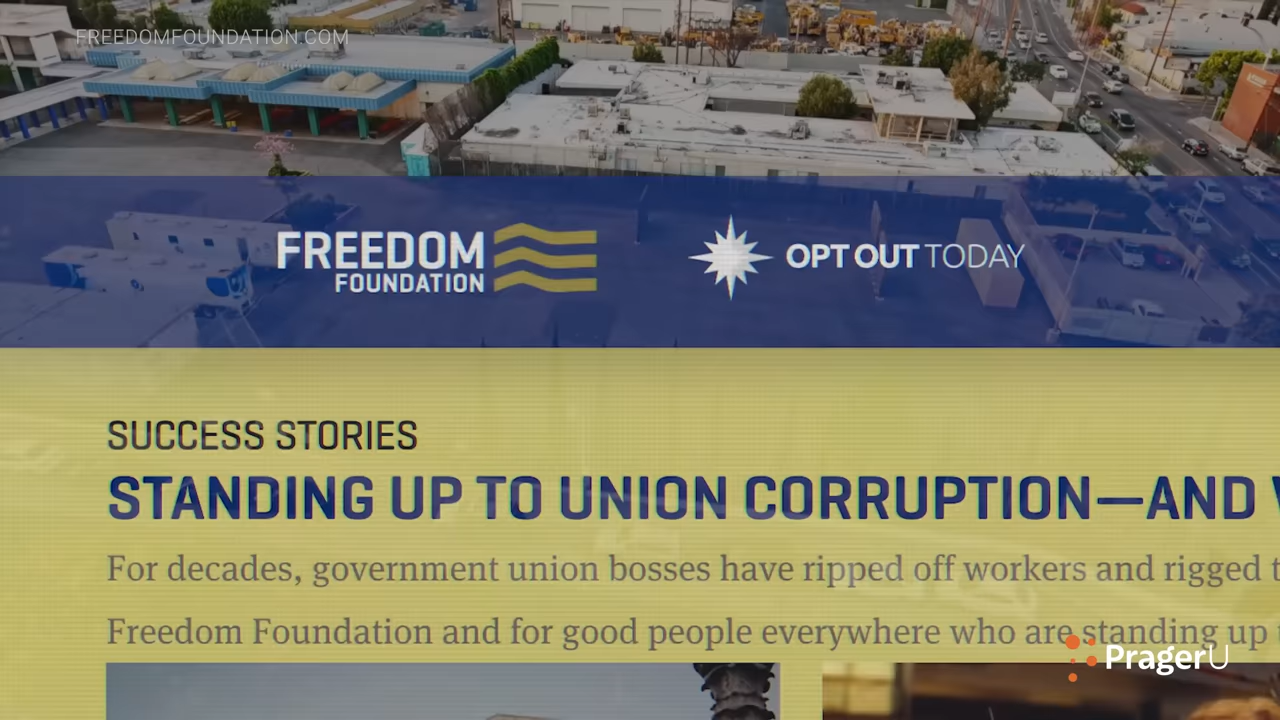 FREEDOMFOUNDATION.COM
FREEDOM
FOUNDATION
OPT OUT TODAY
SUCCESS STORIES
STANDING UP TO UNION CORRUPTION—AND
For decades, government union bosses have ripped off workers and rigged
Freedom Foundation and for good people everywhere who are standing up
PragerU